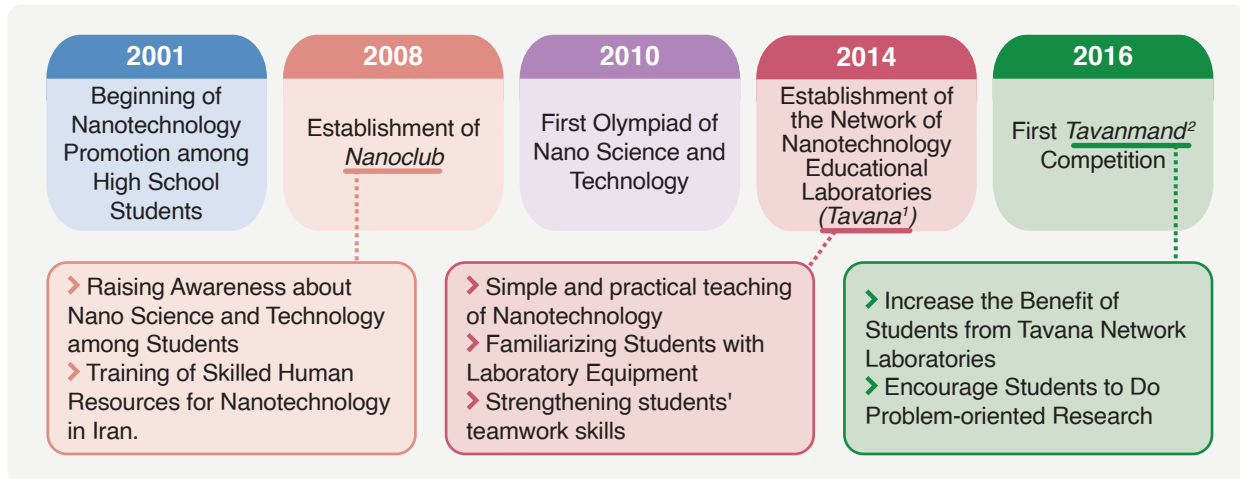 2001
Beginning of
Nanotechnology
Promotion among
High School
Students
2008
Establishment of
Nanoclub
2010
First Olympiad of
Nano Science and
Technology
2014
Establishment of
the Network of
Nanotechnology
Educational
Laboratories
(Tavana¹)
2016
First Tavanmand²
Competition
> Raising Awareness about
Nano Science and Technology
among Students
> Training of Skilled Human
Resources for Nanotechnology
in Iran.
> Simple and practical teaching
of Nanotechnology
> Familiarizing Students with
Laboratory Equipment
> Strengthening students'
teamwork skills
> Increase the Benefit of
Students from Tavana Network
Laboratories
> Encourage Students to Do
Problem-oriented Research